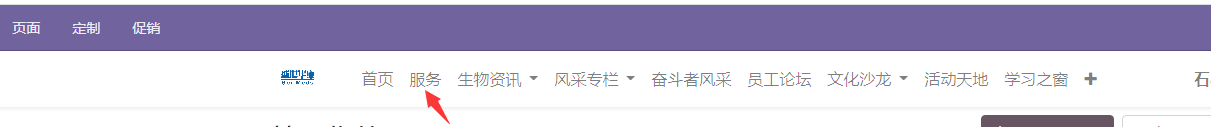 页面 定制 促销
首页 服务 生物资讯 风采专栏 奋斗者风采 员工论坛 文化沙龙 活动天地 学习之窗 + 石